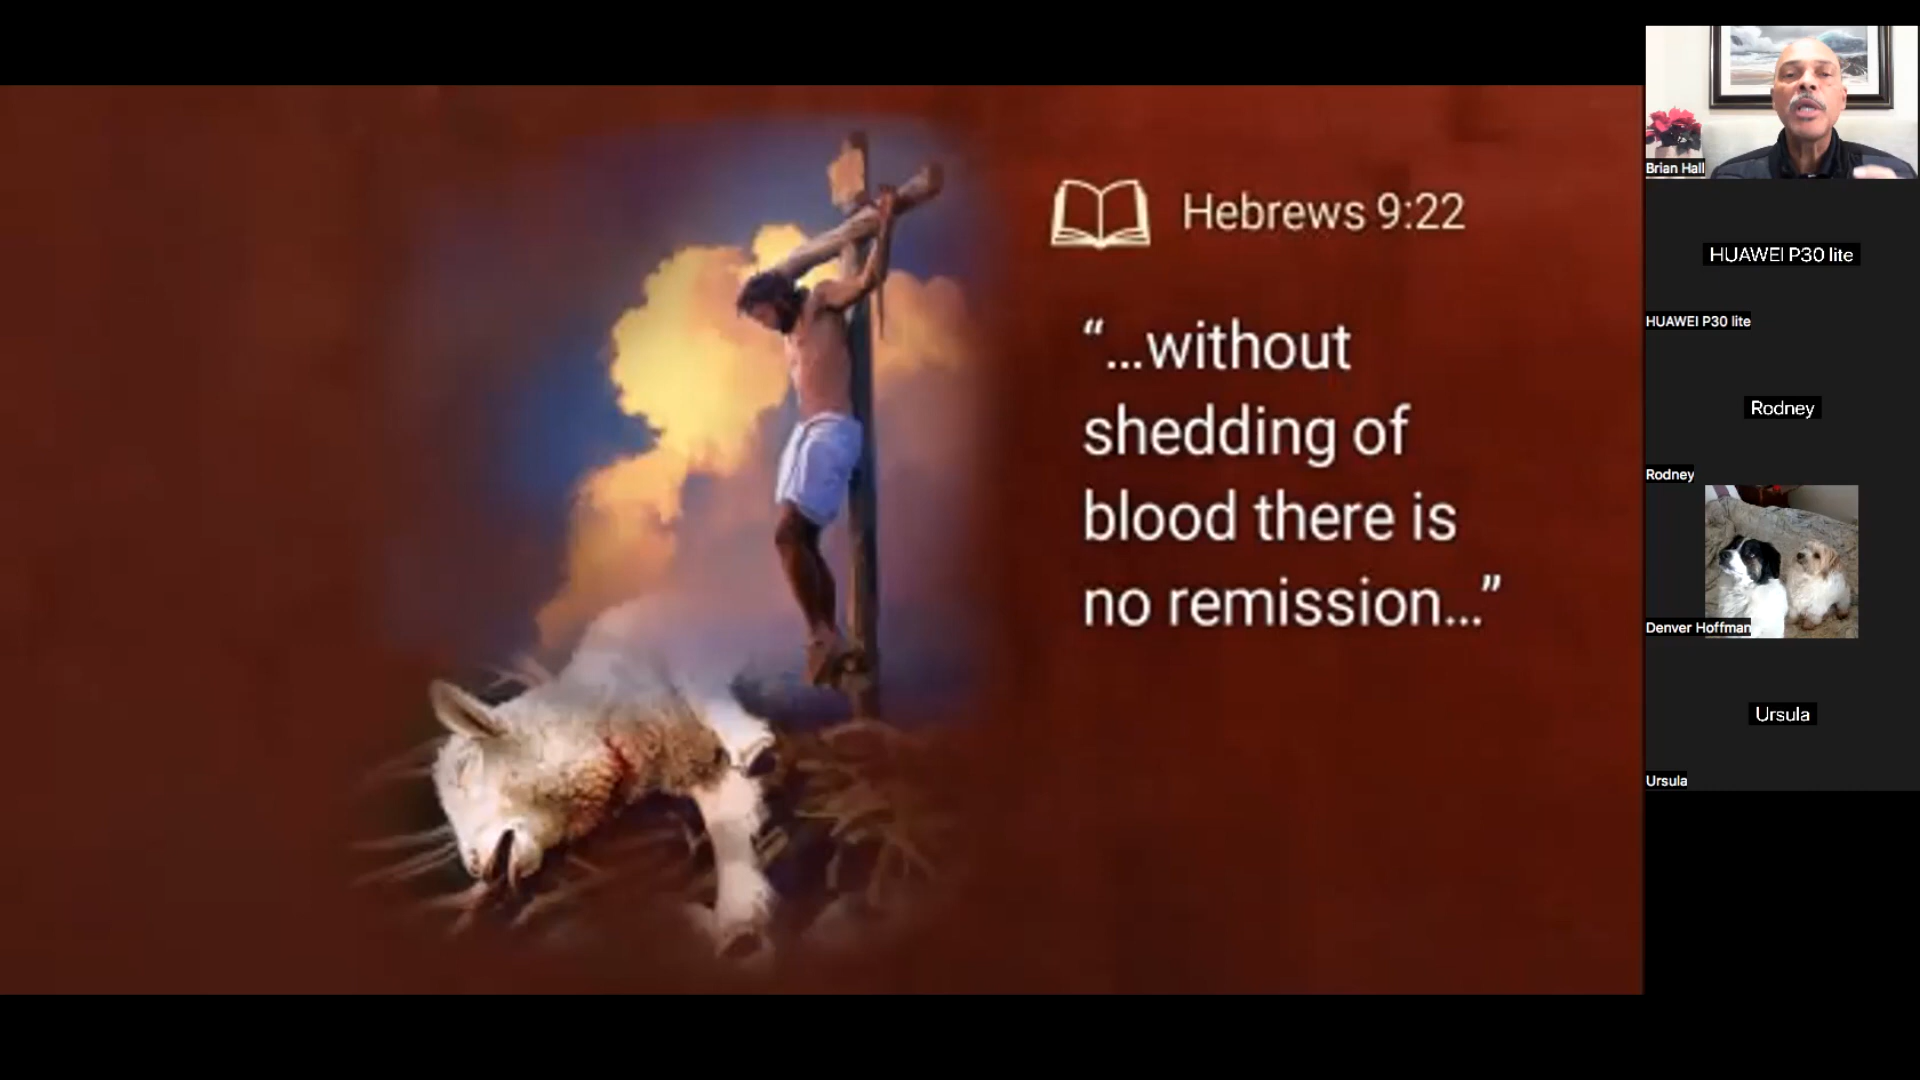 Hebrews 9:22
“...without
shedding of
blood there is
no remission...”
Brian Hall
HUAWEI P30 lite
HUAWEI P30 lite
Rodney
Rodney
Denver Hoffman
Ursula
Ursula